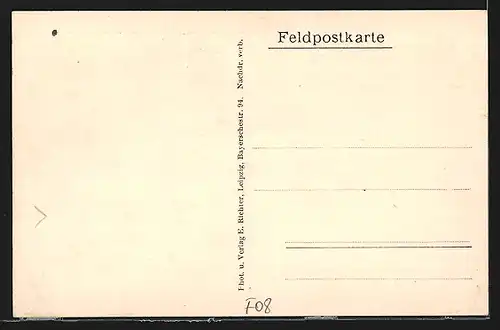 Feldpostkarte
Phot. u. Verlag E. Richter, Leipzig, Bayerschestr. 94. Nachdr. verb.
F08